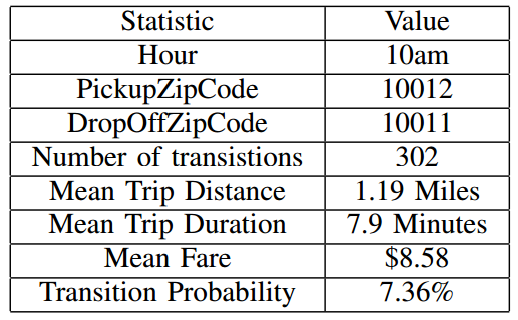 Statistic Value
Hour 10am
PickupZipCode 10012
DropOffZipCode 10011
Number of transistions 302
Mean Trip Distance 1.19 Miles
Mean Trip Duration 7.9 Minutes
Mean Fare $8.58
Transition Probability 7.36%